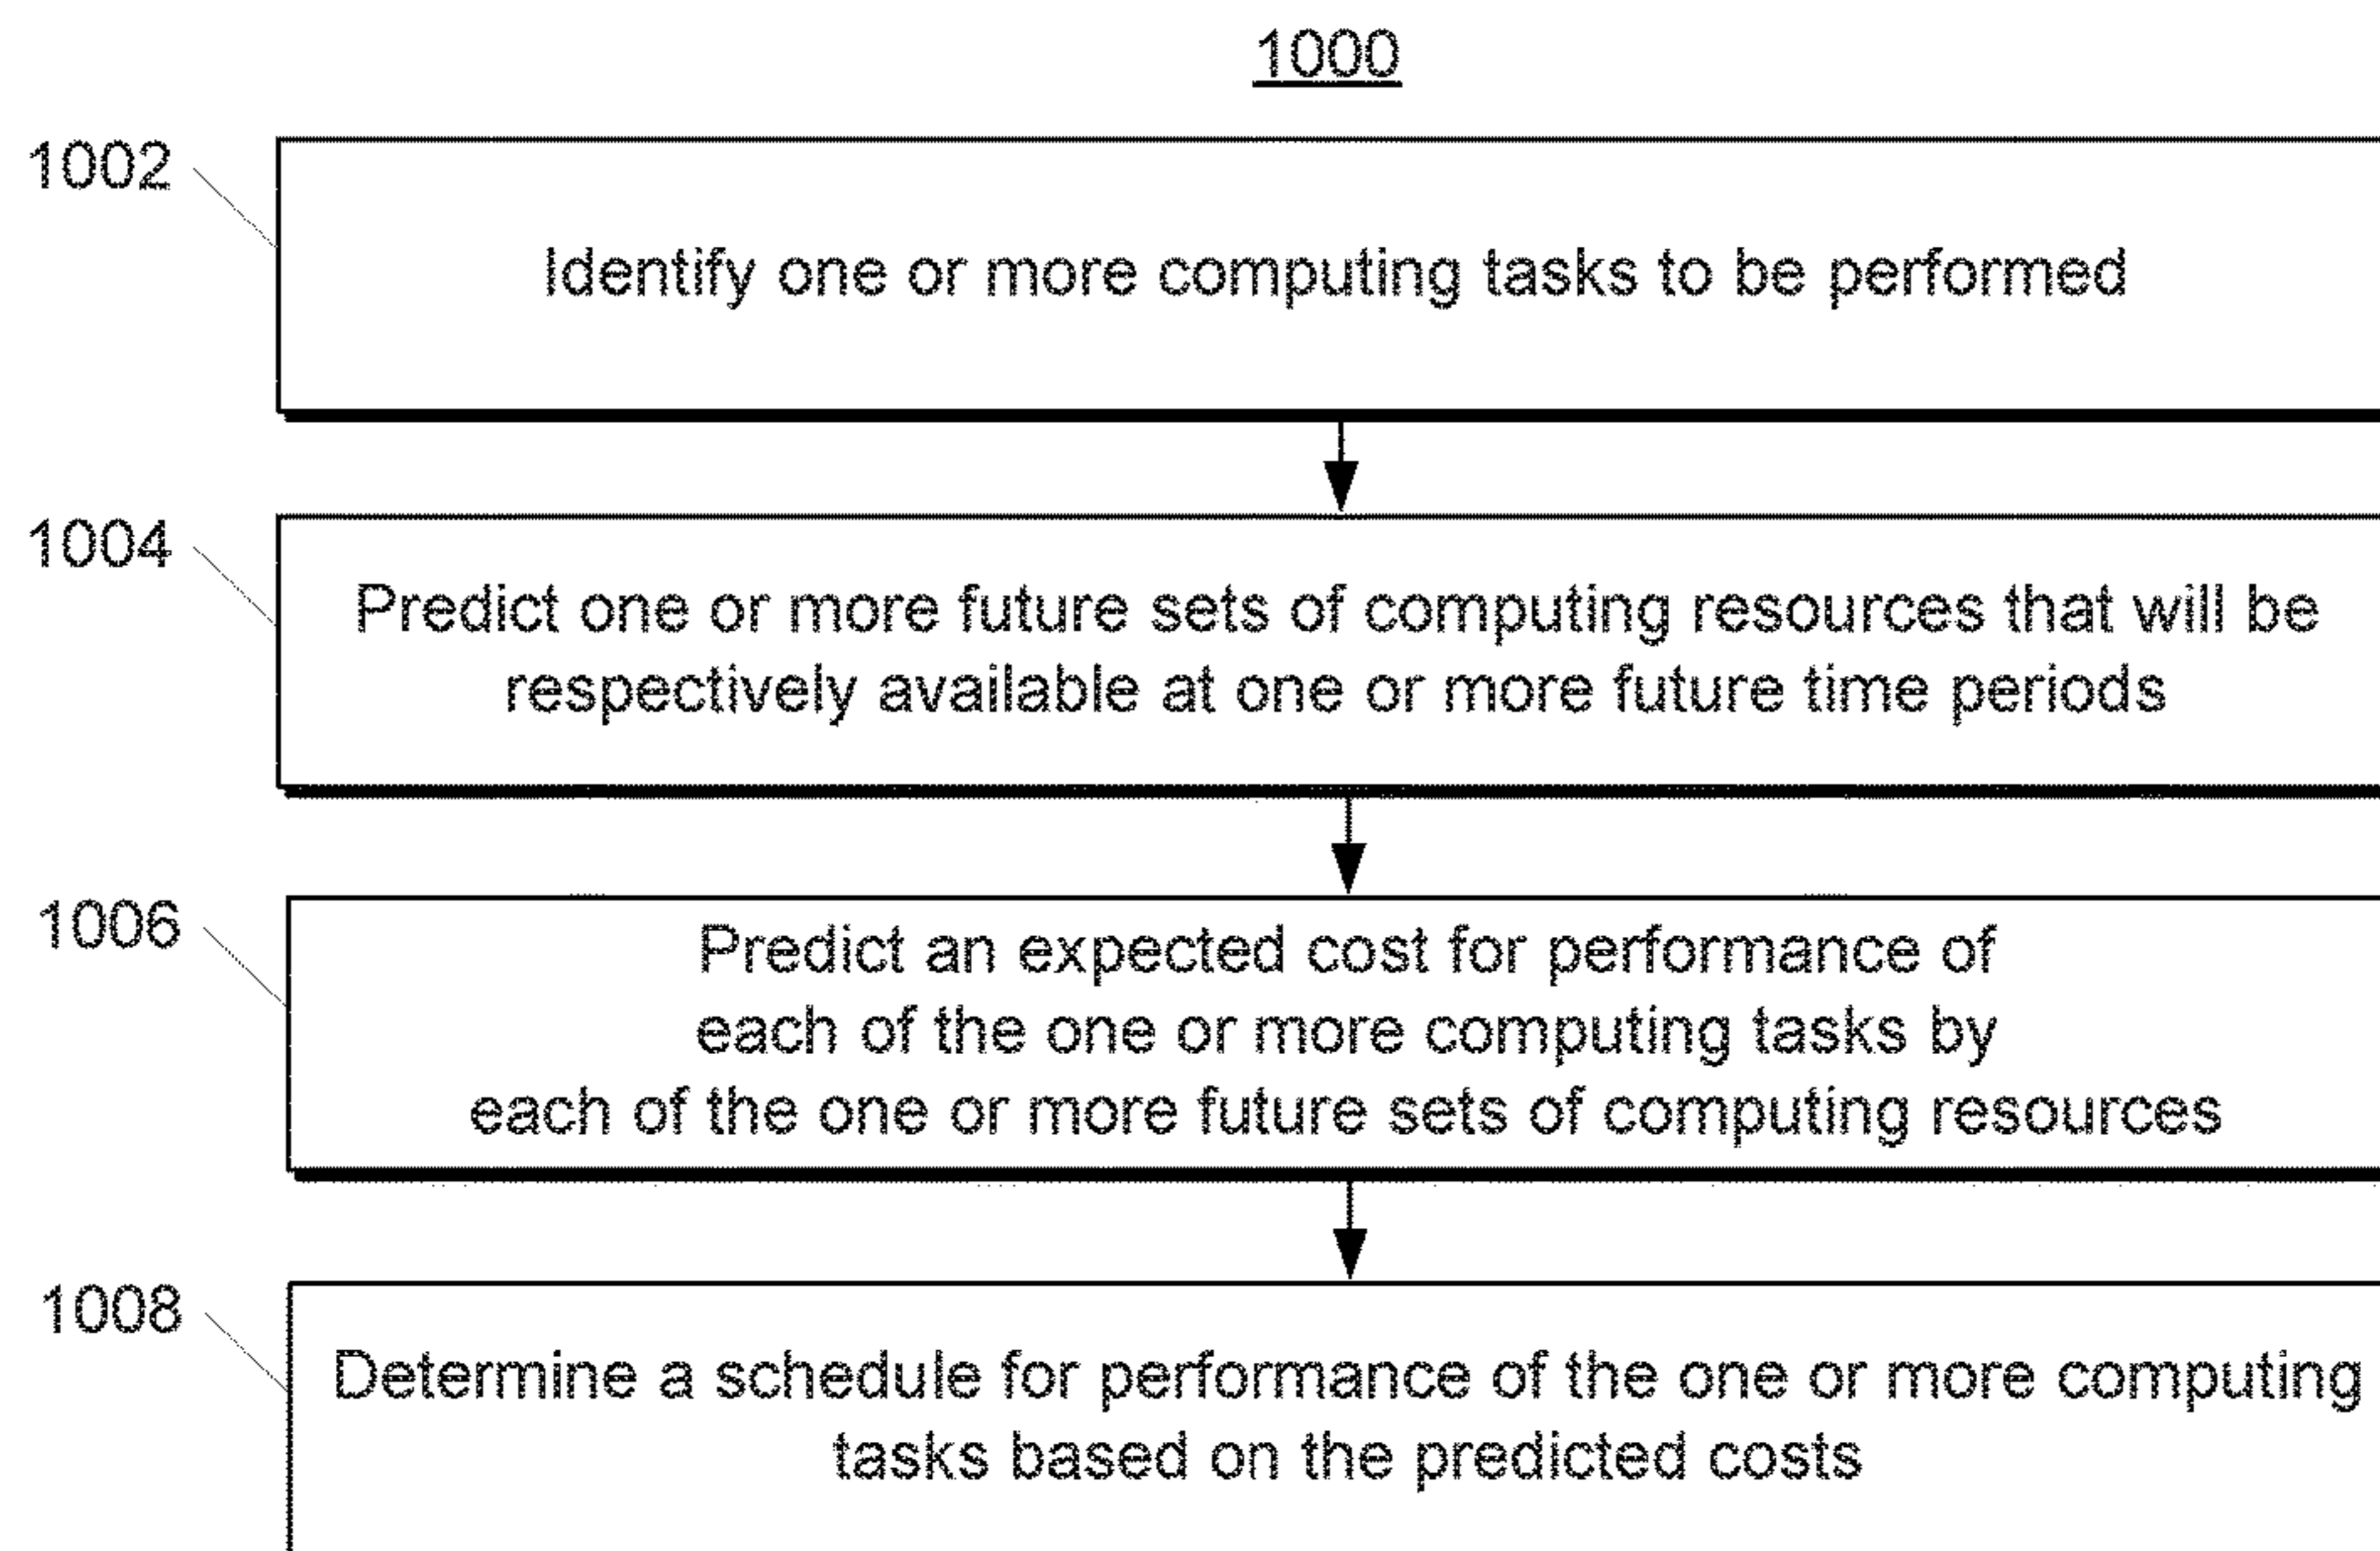 1000
1002
Identify one or more computing tasks to be performed
1004
Predict one or more future sets of computing resources that will be
respectively available at one or more future time periods
1006
Predict an expected cost for performance of
each of the one or more computing tasks by
each of the one or more future sets of computing resources
1008
Determine a schedule for performance of the one or more computing
tasks based on the predicted costs